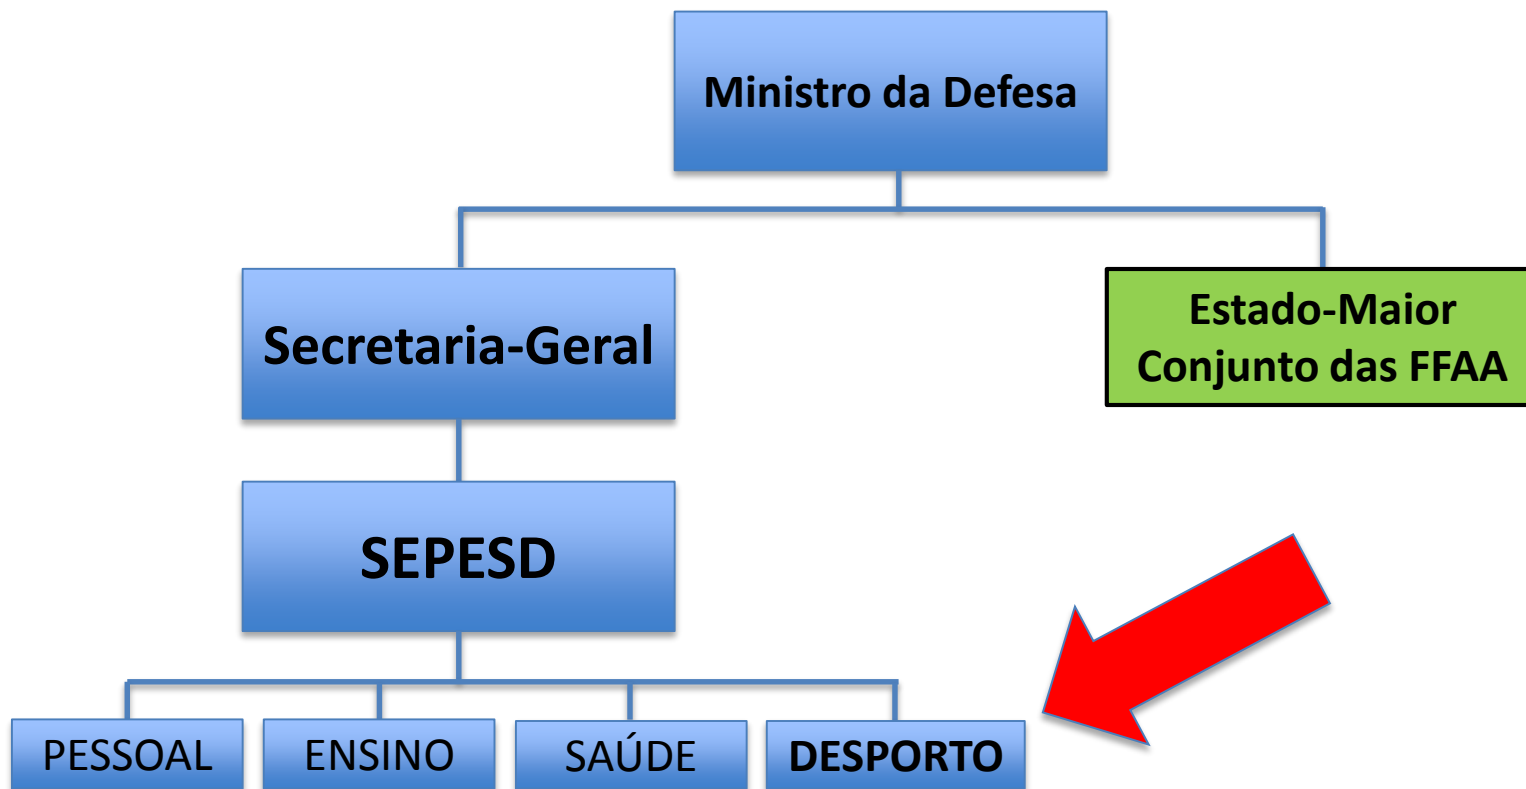 Ministro da Defesa
Secretaria-Geral
Estado-Maior
Conjunto das FFAA
SEPESD
PESSOAL
ENSINO
SAÚDE
DESPORTO